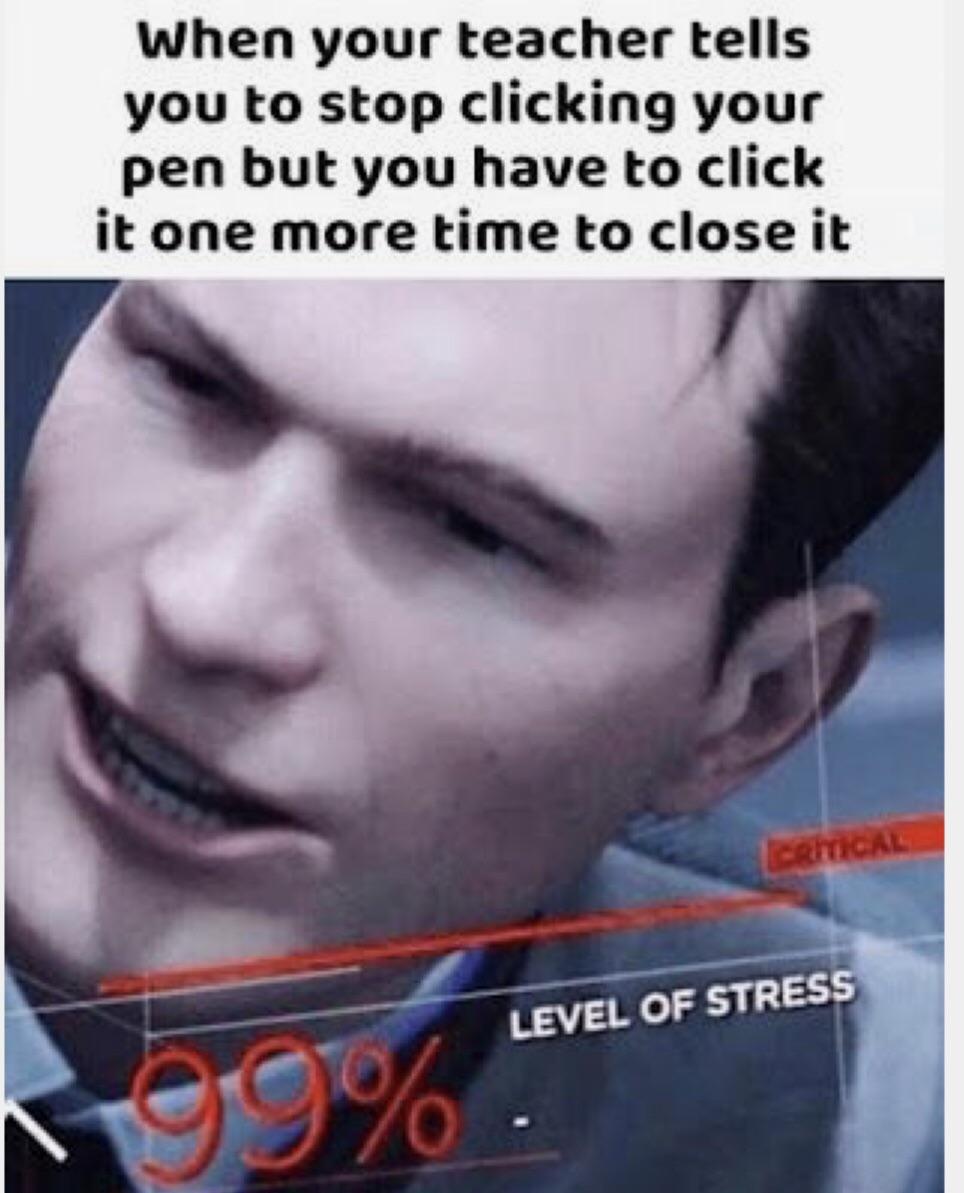 When your teacher tells
you to stop clicking your
pen but you have to click
it one more time to close it
CRITICAL
LEVEL OF STRESS
99%